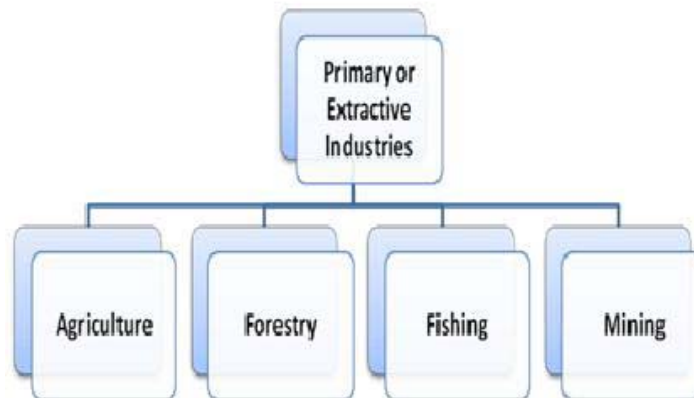 Primary or
Extractive
Industries
Agriculture
Forestry
Fishing
Mining